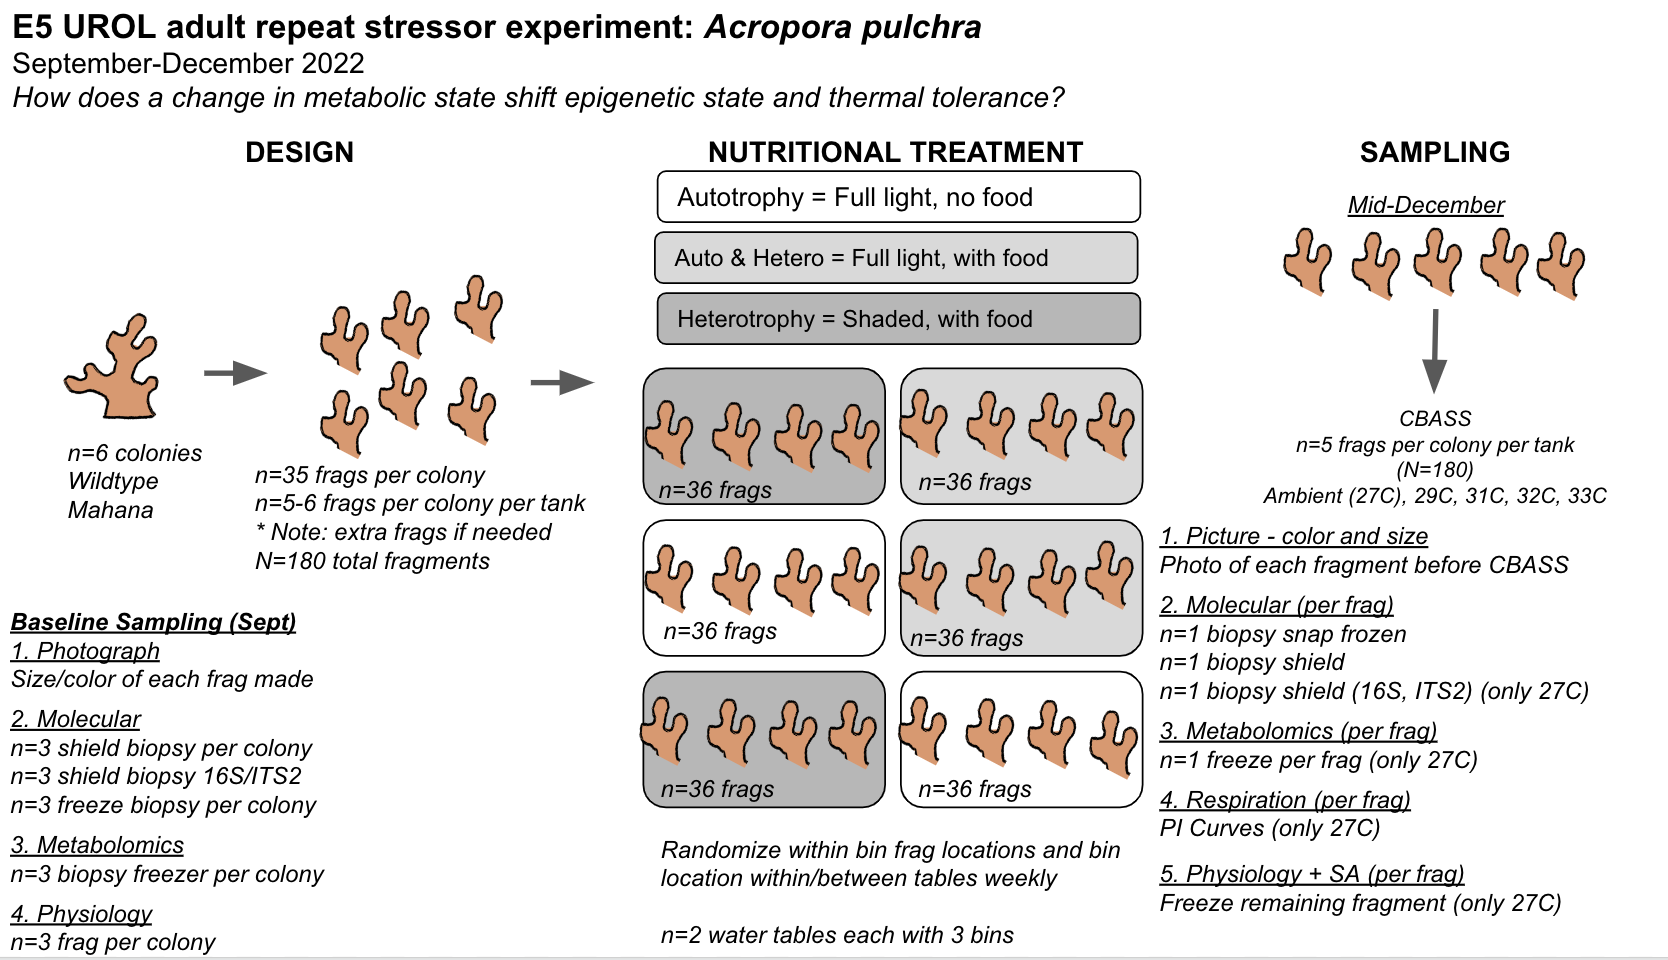 E5 UROL adult repeat stressor experiment: Acropora pulchra
September-December 2022
How does a change in metabolic state shift epigenetic state and thermal tolerance?
DESIGN
n=6 colonies
Wildtype
Mahana
n=35 frags per colony
n=5-6 frags per colony per tank
* Note: extra frags if needed
N=180 total fragments
Baseline Sampling (Sept)
1. Photograph
Size/color of each frag made
2. Molecular
n=3 shield biopsy per colony
n=3 shield biopsy 16S/ITS2
n=3 freeze biopsy per colony
3. Metabolomics
n=3 biopsy freezer per colony
4. Physiology
n=3 frag per colony
NUTRITIONAL TREATMENT
Autotrophy = Full light, no food
Auto & Hetero = Full light, with food
Heterotrophy = Shaded, with food
n=36 frags
n=36 frags
n=36 frags
n=36 frags
n=36 frags
n=36 frags
Randomize within bin frag locations and bin
location within/between tables weekly
n=2 water tables each with 3 bins
SAMPLING
Mid-December
CBASS
n=5 frags per colony per tank
(N=180)
Ambient (27C), 29C, 31C, 32C, 33C
1. Picture - color and size
Photo of each fragment before CBASS
2. Molecular (per frag)
n=1 biopsy snap frozen
n=1 biopsy shield
n=1 biopsy shield (16S, ITS2) (only 27C)
3. Metabolomics (per frag)
n=1 freeze per frag (only 27C)
4. Respiration (per frag)
PI Curves (only 27C)
5. Physiology + SA (per frag)
Freeze remaining fragment (only 27C)